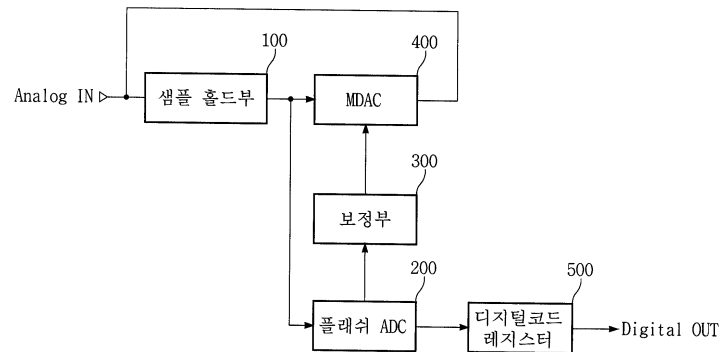 100
400
Analog IN
샘플 홀드부
MDAC
300
보정부
200
500
플래쉬 ADC
디지털코드
레지스터
Digital OUT